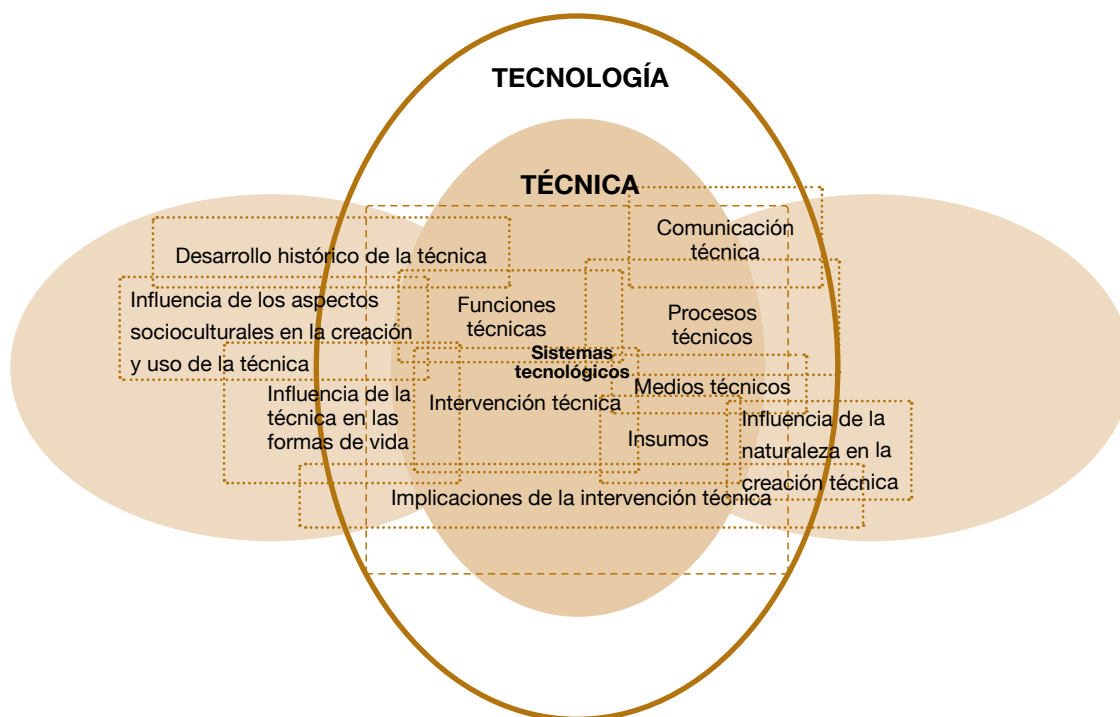 TECNOLOGÍA
TÉCNICA
Comunicación
técnica
Desarrollo histórico de la técnica
Influencia de los aspectos
socioculturales en la creación
y uso de la técnica
Funciones
técnicas
Procesos
técnicos
Sistemas
tecnológicos
Medios técnicos
Influencia de la
técnica en las
formas de vida
Intervención técnica
Insumos
Influencia de la
naturaleza en la
creación técnica
Implicaciones de la intervención técnica